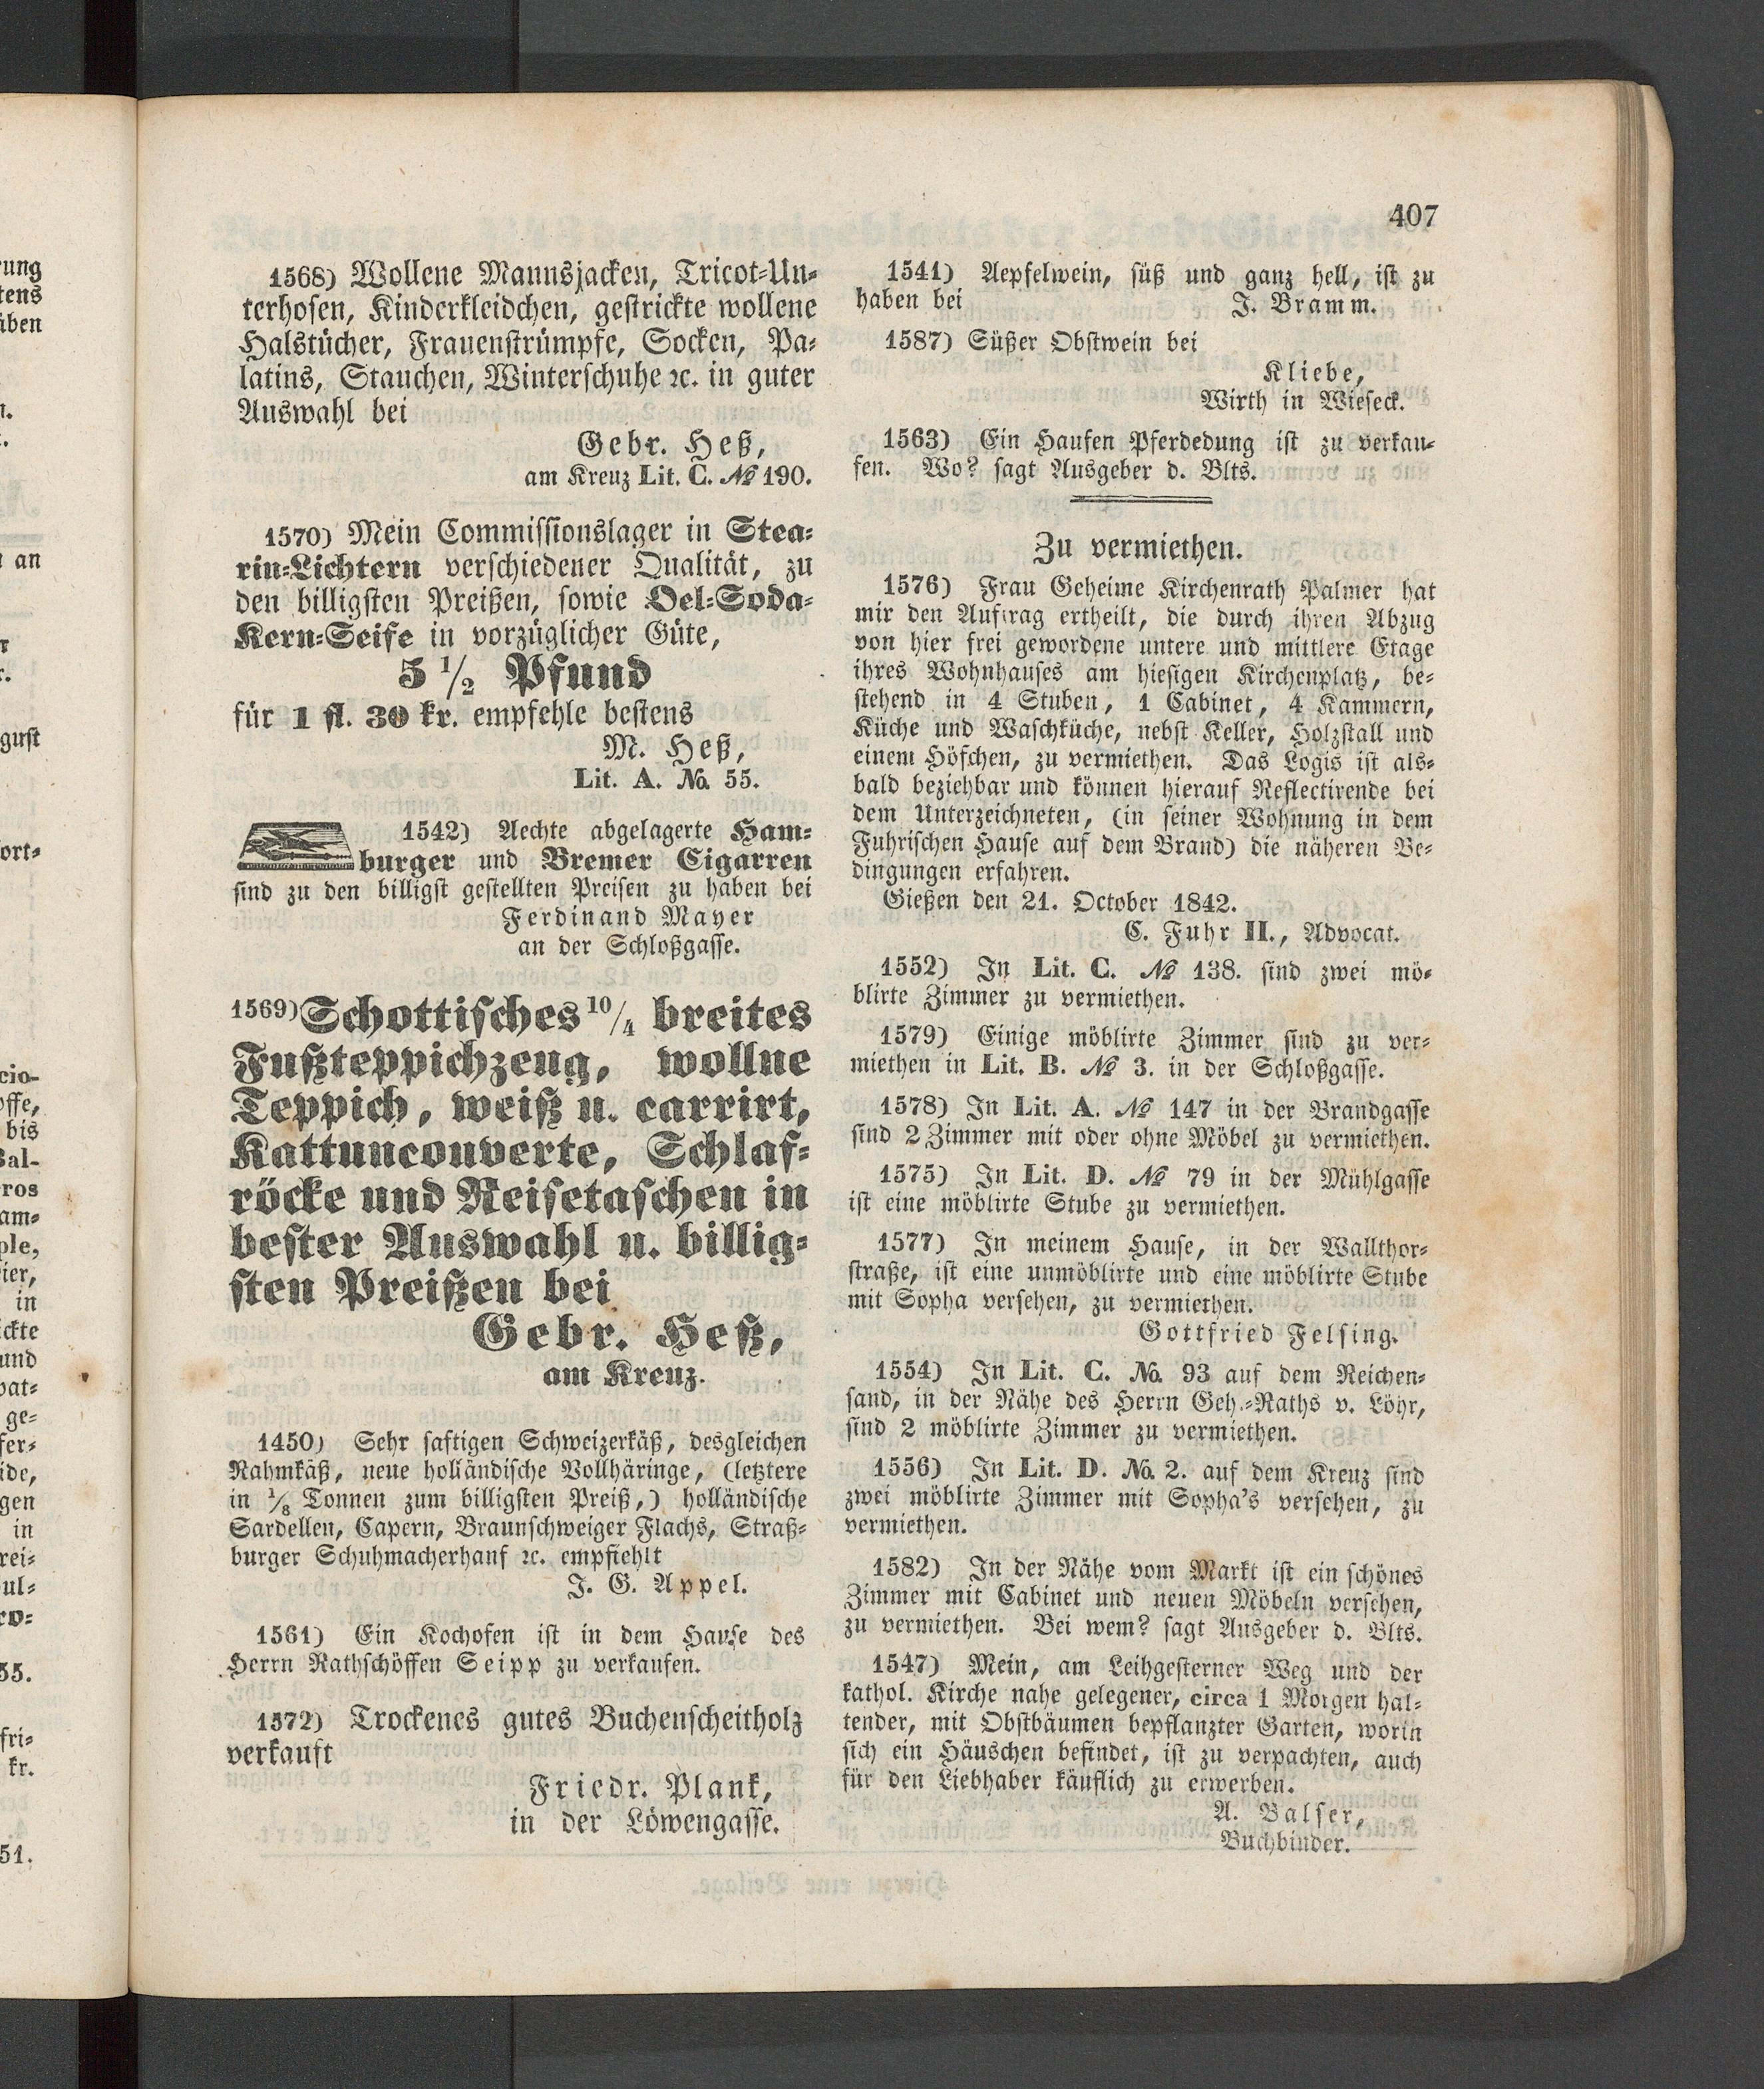 407
1568) Wollene Mannsjacken, Tricot-Un-
terhosen, Kinderkleidchen, gestrickte wollene
Halstücher, Frauenstrümpfe, Socken, Pa-
latins, Stauchen, Winterschuhe ꝛc. in guter
Auswahl bei
Gebr. Heß,
am Kreuz Lit. C. № 190.
1570) Mein Commissionslager in Stea-
rin-Lichtern verschiedener Qualität, zu
den billigsten Preißen, sowie Oel-Soda-
Kern-Seife in vorzüglicher Güte,
5 1/2 Pfund
für 1 fl. 30 kr. empfehle bestens
M. Heß,
Lit. A. No. 55.
1542) Aechte abgelagerte Ham-
burger und Bremer Cigarren
sind zu den billigst gestellten Preisen zu haben bei
Ferdinand Mayer
an der Schloßgasse.
1569) Schottisches 10/4 breites
Fußteppichzeug, wollne
Teppich, weiß u. carrirt,
Kattuncouverte, Schlaf-
röcke und Reisetaschen in
bester Auswahl u. billig-
sten Preißen bei
Gebr. Heß,
am Kreuz.
1450) Sehr saftigen Schweizerkäß, desgleichen
Rahmkäß, neue holländische Vollhäringe, (letztere
in 1/8 Tonnen zum billigsten Preiß,) holländische
Sardellen, Capern, Braunschweiger Flachs, Straß-
burger Schuhmacherhanf ꝛc. empfiehlt
J. G. Appel.
1561) Ein Kochofen ist in dem Hause des
Herrn Rathschöffen Seipp zu verkaufen.
1572) Trockenes gutes Buchenscheitholz
verkauft
Friedr. Plank,
in der Löwengasse.
1541) Aepfelwein, süß und ganz hell, ist zu
haben bei J. Bramm.
1587) Süßer Obstwein bei
Kliebe,
Wirth in Wieseck.
1563) Ein Haufen Pferdedung ist zu verkau-
fen. Wo? sagt Ausgeber d. Blts.
Zu vermiethen.
1576) Frau Geheime Kirchenrath Palmer hat
mir den Auftrag ertheilt, die durch ihren Abzug
von hier frei gewordene untere und mittlere Etage
ihres Wohnhauses am hiesigen Kirchenplatz, be-
stehend in 4 Stuben, 1 Cabinet, 4 Kammern,
Küche und Waschküche, nebst Keller, Holzstall und
einem Höfchen, zu vermiethen. Das Logis ist als-
bald beziehbar und können hierauf Reflectirende bei
dem Unterzeichneten, (in seiner Wohnung in dem
Fuhrischen Hause auf dem Brand) die näheren Be-
dingungen erfahren.
Gießen den 21. October 1842.
C. Fuhr II., Advocat.
1552) In Lit. C. № 138. sind zwei mö-
blirte Zimmer zu vermiethen.
1579) Einige möblirte Zimmer sind zu ver-
miethen in Lit. B. № 3. in der Schloßgasse.
1578) In Lit. A. № 147 in der Brandgasse
sind 2 Zimmer mit oder ohne Möbel zu vermiethen.
1575) In Lit. D. № 79 in der Mühlgasse
ist eine möblirte Stube zu vermiethen.
1577) In meinem Hause, in der Wallthor-
straße, ist eine unmöblirte und eine möblirte Stube
mit Sopha versehen, zu vermiethen.
Gottfried Felsing.
1554) In Lit. C. No. 93 auf dem Reichen-
sand, in der Nähe des Herrn Geh.-Raths v. Löhr,
sind 2 möblirte Zimmer zu vermiethen.
1556) In Lit. D. No. 2. auf dem Kreuz sind
zwei möblirte Zimmer mit Sopha's versehen, zu
vermiethen.
1582) In der Nähe vom Markt ist ein schönes
Zimmer mit Cabinet und neuen Möbeln versehen,
zu vermiethen. Bei wem? sagt Ausgeber d. Blts.
1547) Mein, am Leihgesterner Weg und der
kathol. Kirche nahe gelegener, circa 1 Morgen hal-
tender, mit Obstbäumen bepflanzter Garten, worin
sich ein Häuschen befindet, ist zu verpachten, auch
für den Liebhaber käuflich zu erwerben.
A. Balser,
Buchbinder.